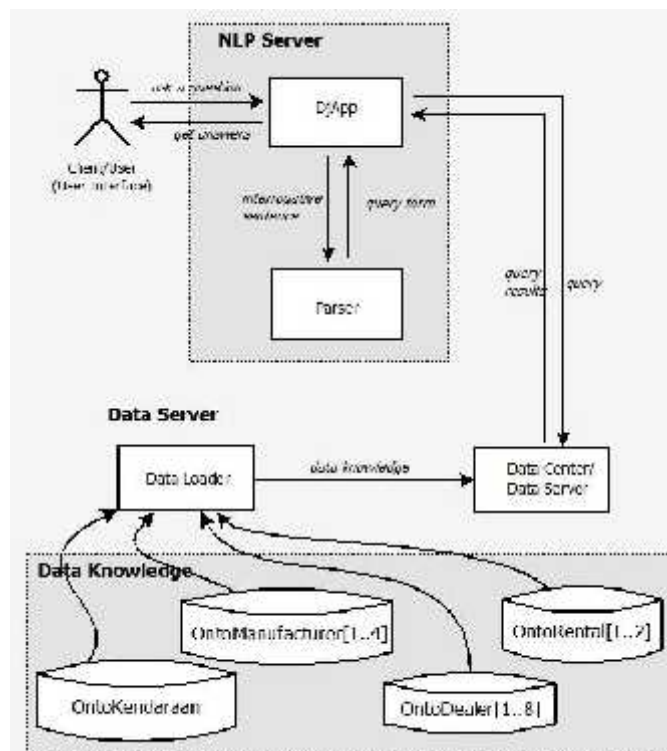 NLP Server
ask a question
DjApp
get answers
Client/User
(User Interface)
interrogative
sentence
query form
query
results
query
Parser
Data Server
Data Loader
data knowledge
Data Center/
Data Server
Data Knowledge
OntoManufacturer[1..4]
OntoRental[1..2]
OntoKendaraan
OntoDealer[1..8]